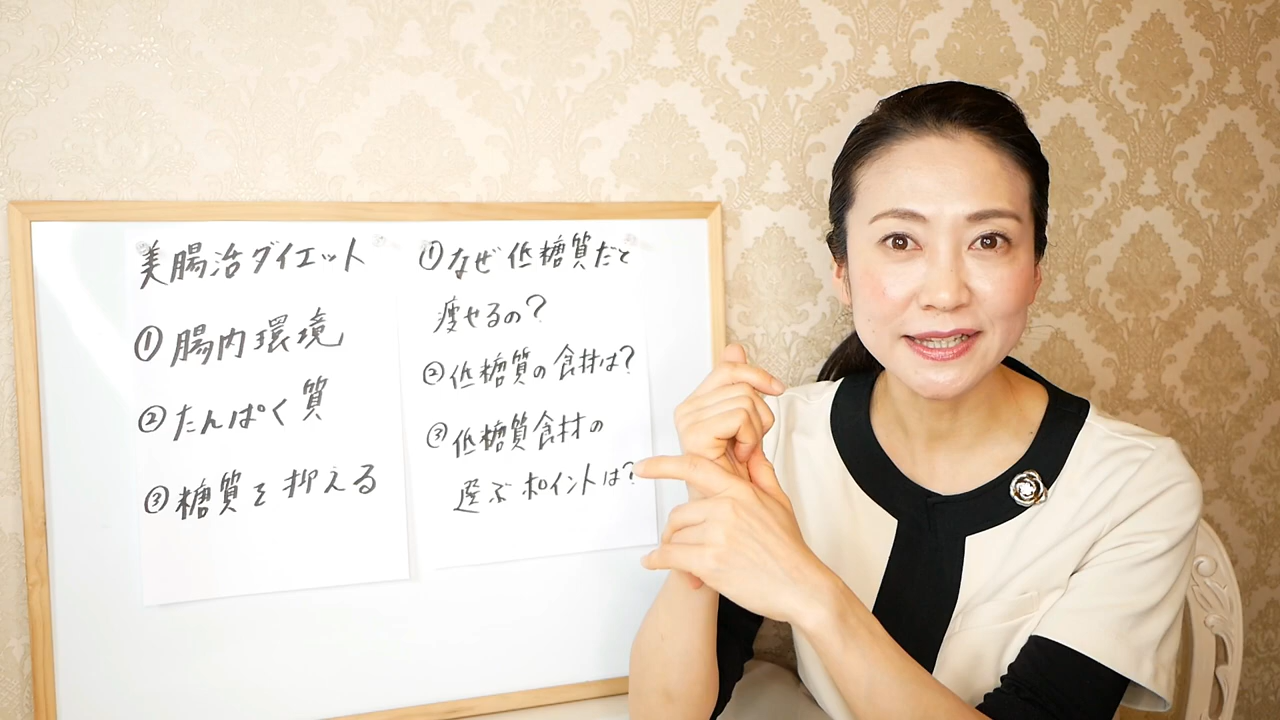 美腸治ダイエット
①腸内環境
②たんぱく質
③糖質を抑える
①なぜ低糖質だと
痩せるの?
②低糖質の食材は?
③低糖質食材の
選ぶポイントは?